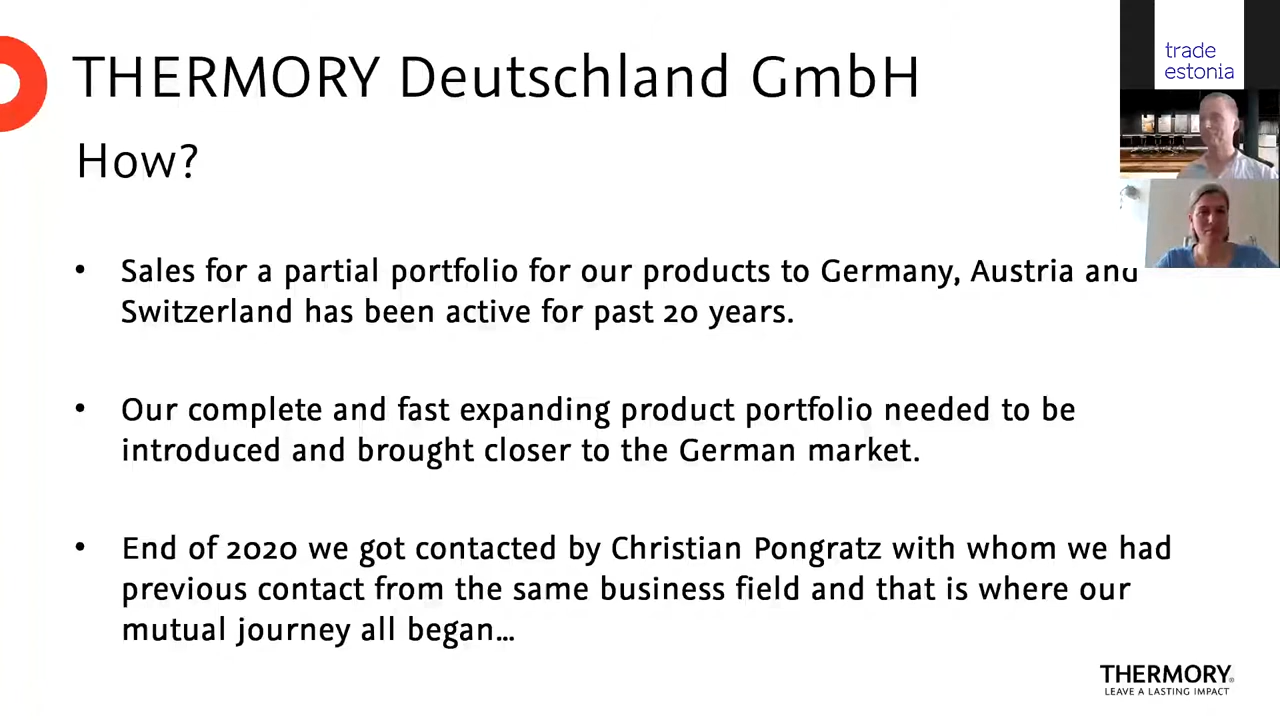 THERMORY Deutschland GmbH
trade
estonia
How?
• Sales for a partial portfolio for our products to Germany, Austria and
Switzerland has been active for past 20 years.
• Our complete and fast expanding product portfolio needed to be
introduced and brought closer to the German market.
• End of 2020 we got contacted by Christian Pongratz with whom we had
previous contact from the same business field and that is where our
mutual journey all began...
THERMORY®
LEAVE A LASTING IMPACT